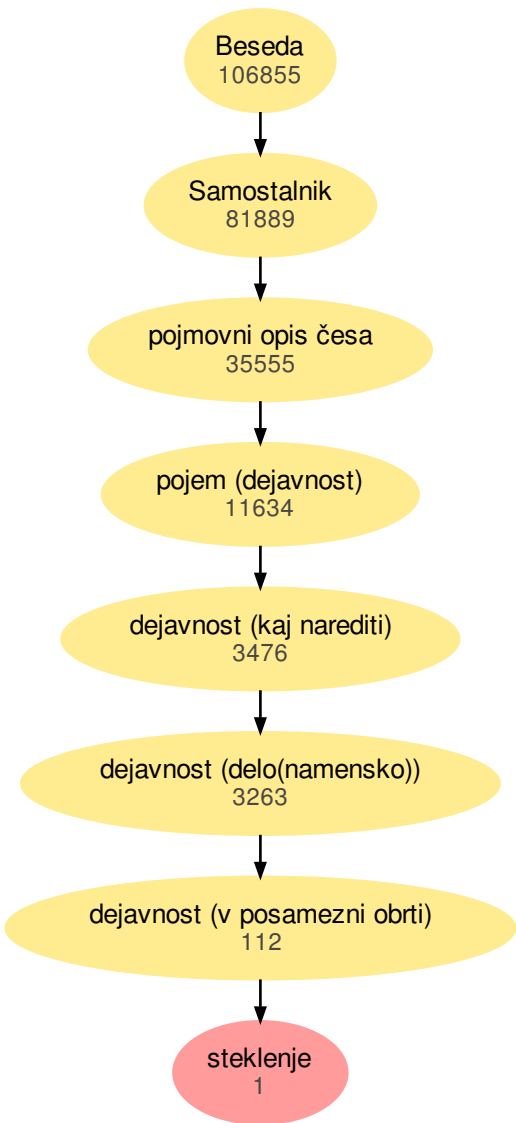 Beseda
106855
Samostalnik
81889
pojmovni opis česa
35555
pojem (dejavnost)
11634
dejavnost (kaj narediti)
3476
dejavnost (delo(namensko))
3263
dejavnost (v posamezni obrti)
112
steklenje
1